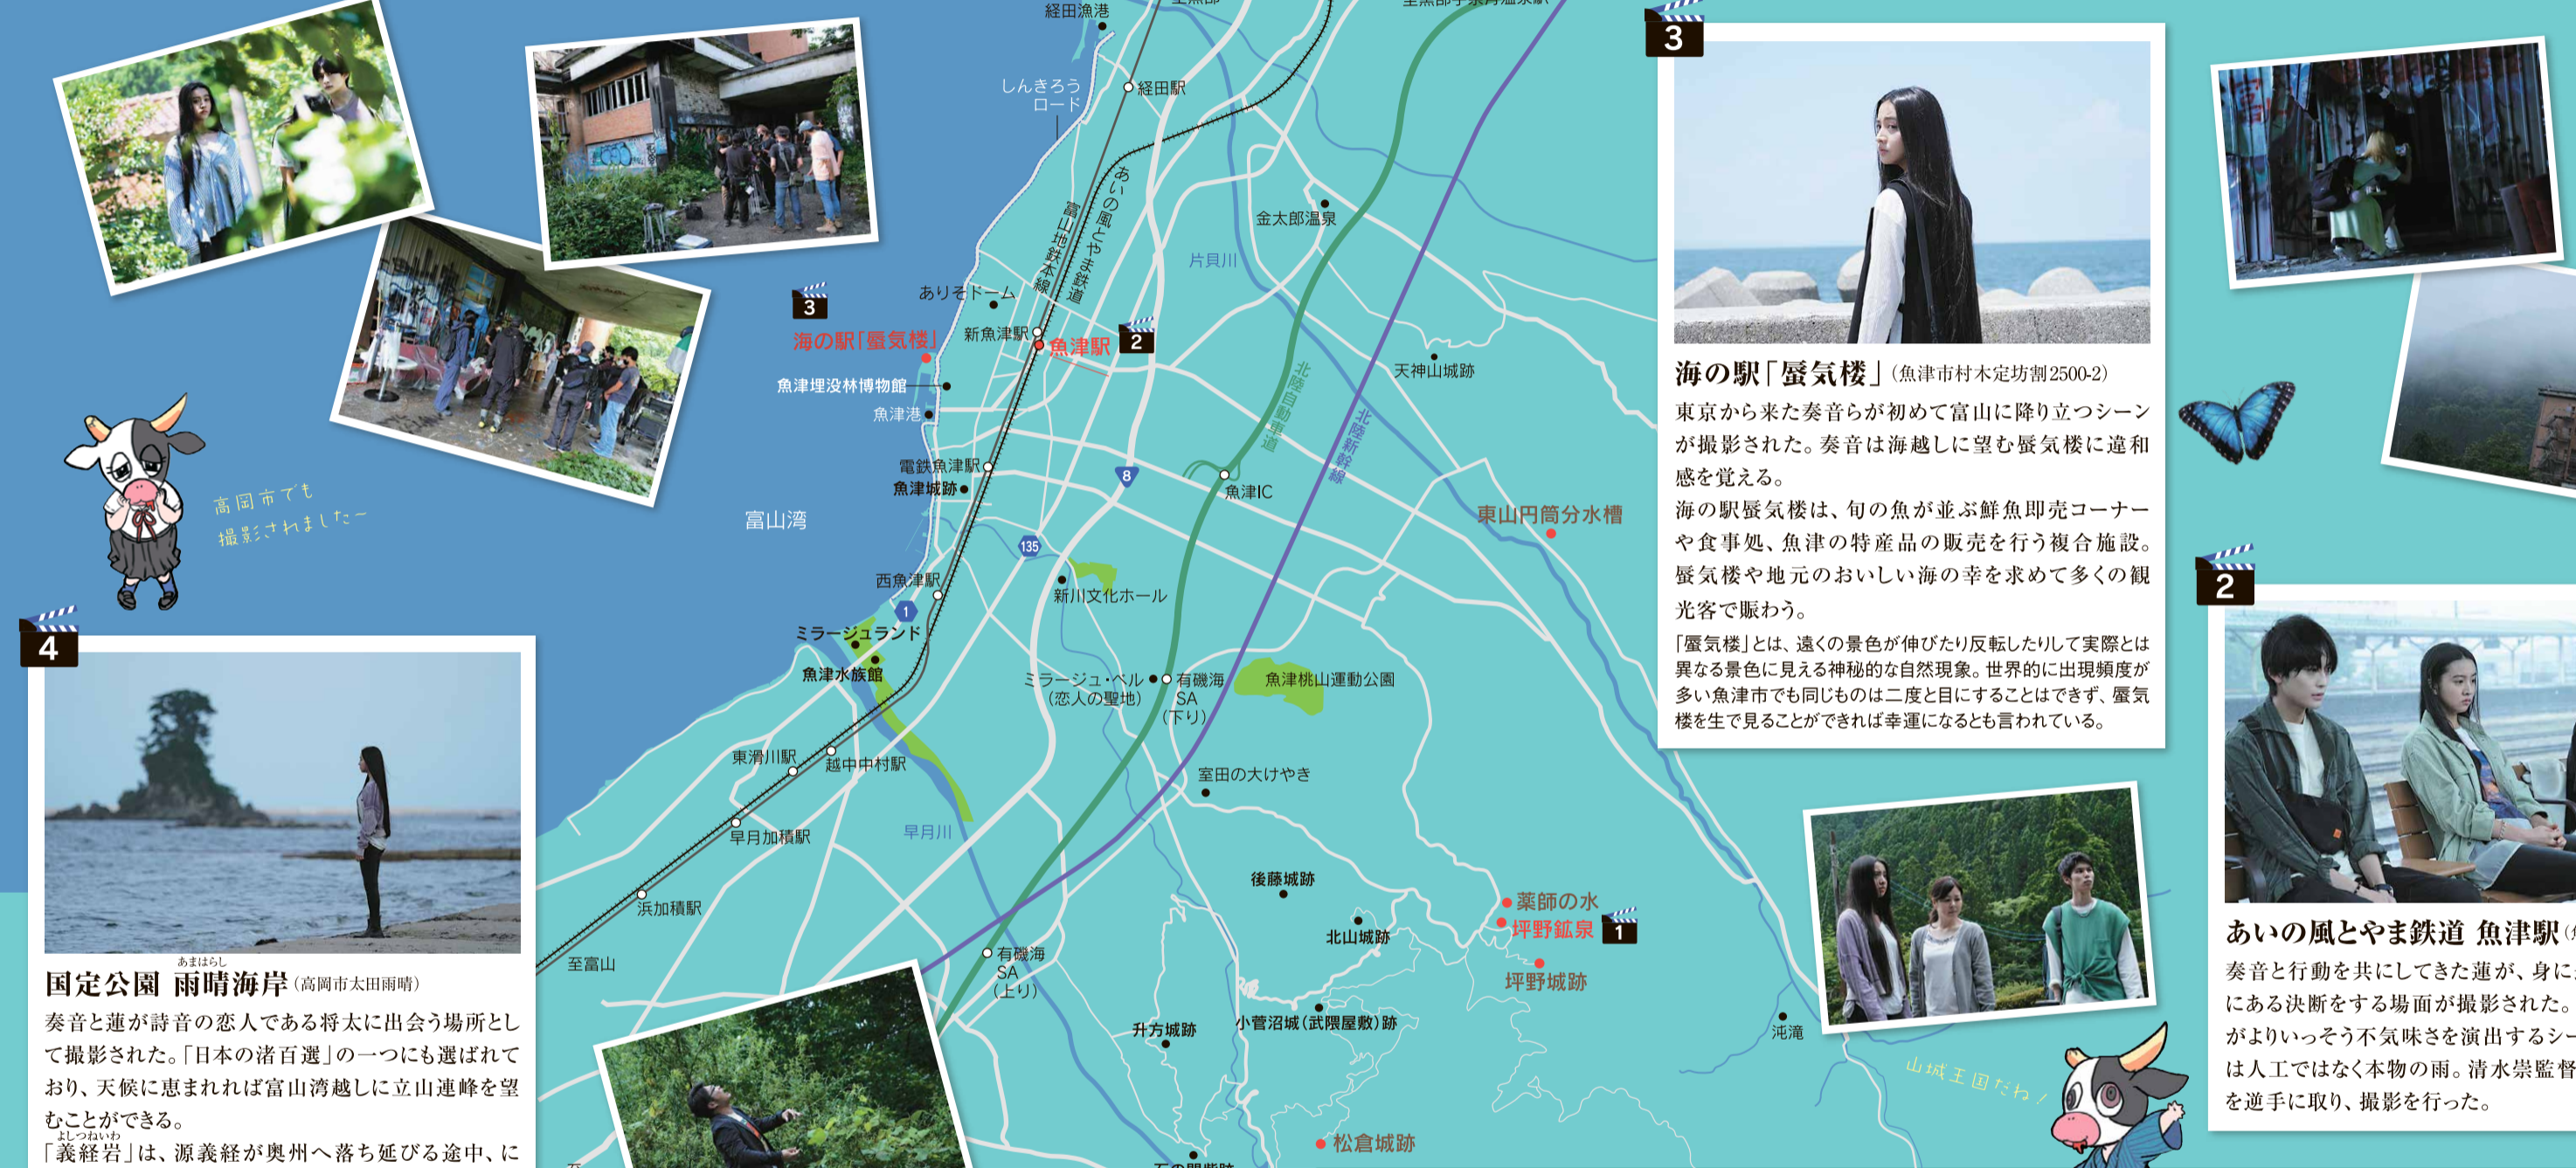 経田漁港
しんきろう
ロード
経田駅
あいの風とやま鉄道
富山地鉄本線
金太郎温泉
片貝川
ありそドーム
3
海の駅「蜃気楼」
新魚津駅
魚津駅
2
魚津埋没林博物館
魚津港
天神山城跡
北陸自動車道
北陸新幹線
電鉄魚津駅
魚津城跡
8
魚津IC
富山湾
東山円筒分水槽
135
西魚津駅
新川文化ホール
1
ミラージュランド
魚津水族館
ミラージュ・ベル
(恋人の聖地)
有磯海
SA
(下り)
魚津桃山運動公園
東滑川駅
越中中村駅
室田の大けやき
早月加積駅
早月川
浜加積駅
後藤城跡
北山城跡
薬師の水
坪野鉱泉
1
坪野城跡
至富山
有磯海
SA
(上り)
升方城跡
小菅沼城(武隈屋敷)跡
沌滝
松倉城跡
高岡市でも
撮影されました〜
4
国定公園 雨晴海岸(高岡市太田雨晴)
あまはらし
奏音と蓮が詩音の恋人である将太に出会う場所とし
て撮影された。「日本の渚百選」の一つにも選ばれて
おり、天候に恵まれれば富山湾越しに立山連峰を望
むことができる。
よしつねいわ
「義経岩」は、源義経が奥州へ落ち延びる途中、に
3
海の駅「蜃気楼」(魚津市村木定坊割2500-2)
東京から来た奏音らが初めて富山に降り立つシーン
が撮影された。奏音は海越しに望む蜃気楼に違和
感を覚える。
海の駅蜃気楼は、旬の魚が並ぶ鮮魚即売コーナー
や食事処、魚津の特産品の販売を行う複合施設。
蜃気楼や地元のおいしい海の幸を求めて多くの観
光客で賑わう。
「蜃気楼」とは、遠くの景色が伸びたり反転したりして実際とは
異なる景色に見える神秘的な自然現象。世界的に出現頻度が
多い魚津市でも同じものは二度と目にすることはできず、蜃気
楼を生で見ることができれば幸運になるとも言われている。
2
あいの風とやま鉄道 魚津駅
奏音と行動を共にしてきた蓮が、身に
にある決断をする場面が撮影された。
がよりいっそう不気味さを演出するシー
は人工ではなく本物の雨。清水崇監督
を逆手に取り、撮影を行った。
山城王国だね!